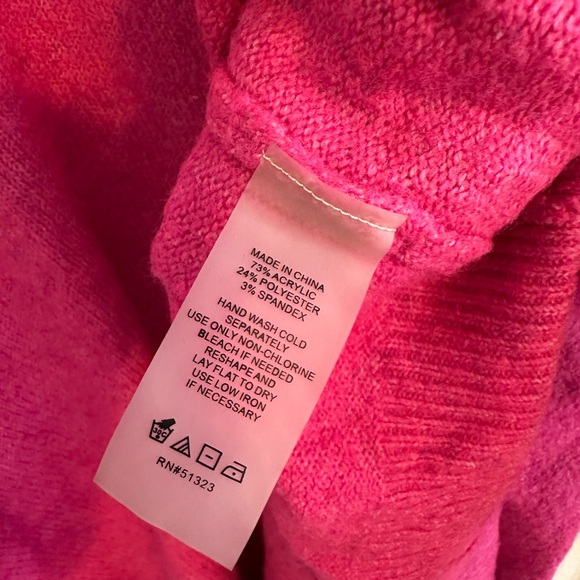 MADE IN CHINA
73% ACRYLIC
24% POLYESTER
3% SPANDEX
HAND WASH COLD
SEPARATELY
USE ONLY NON-CHLORINE
BLEACH IF NEEDED
RESHAPE AND
LAY FLAT TO DRY
USE LOW IRON
IF NECESSARY
30C
RN#51323